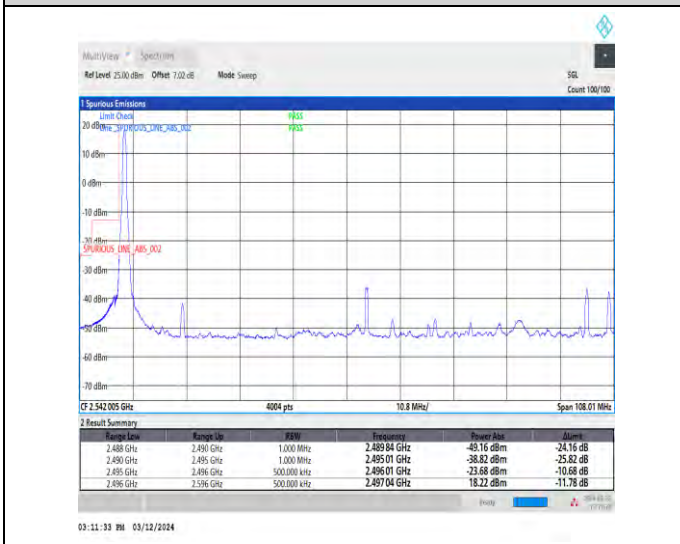 MultiView Spectrum
Ref Level 25.00 dBm Offset 7.02 dB Mode Sweep SGL
Count 100/100
1 Spurious Emissions
Limit Check PASS
20 dBm
Line _SPURIOUS_LINE_ABS_002 PASS
10 dBm
0 dBm
-10 dBm
-20 dBm
SPURIOUS_LINE_ABS_002
-30 dBm
-40 dBm
-50 dBm
-60 dBm
-70 dBm
CF 2.542 005 GHz 4004 pts 10.8 MHz/ Span 108.01 MHz
2 Result Summary
Range Low Range Up RBW Frequency Power Abs ΔLimit
2.488 GHz 2.490 GHz 1.000 MHz 2.489 84 GHz -49.16 dBm -24.16 dB
2.490 GHz 2.495 GHz 1.000 MHz 2.495 01 GHz -38.82 dBm -25.82 dB
2.495 GHz 2.496 GHz 500.000 kHz 2.496 01 GHz -23.68 dBm -10.68 dB
2.496 GHz 2.596 GHz 500.000 kHz 2.497 04 GHz 18.22 dBm -11.78 dB
03:11:33 PM 03/12/2024